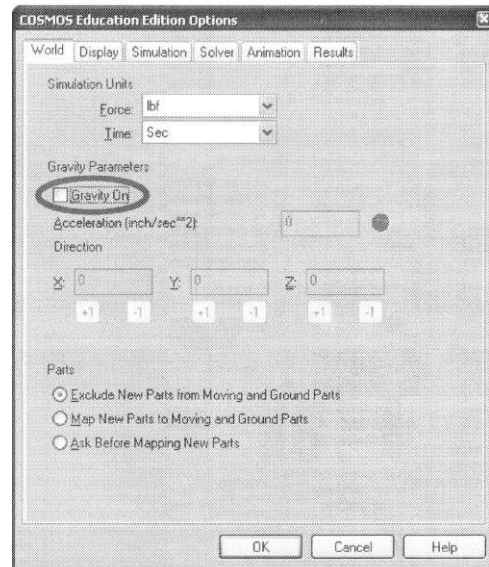 COSMOS Education Edition Options
World Display Simulation Solver Animation Results
Simulation Units
Force: lbf
Time: Sec
Gravity Parameters
Gravity On
Acceleration (inch/sec**2): 0
Direction
X: 0 Y: 0 Z: 0
+1 -1 +1 -1 +1 -1
Parts
Exclude New Parts from Moving and Ground Parts
Map New Parts to Moving and Ground Parts
Ask Before Mapping New Parts
OK Cancel Help